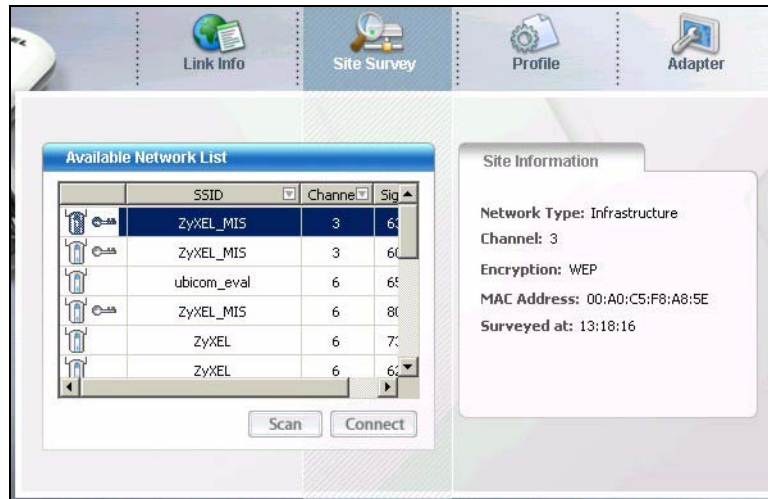 Link Info Site Survey Profile Adapter
Available Network List
SSID Channe Sig
ZyXEL_MIS 3
ZyXEL_MIS 3
ubicom_eval 6
ZyXEL_MIS 6
ZyXEL 6
ZyXEL 6
Scan Connect
Site Information
Network Type: Infrastructure
Channel: 3
Encryption: WEP
MAC Address: 00:A0:C5:F8:A8:5E
Surveyed at: 13:18:16